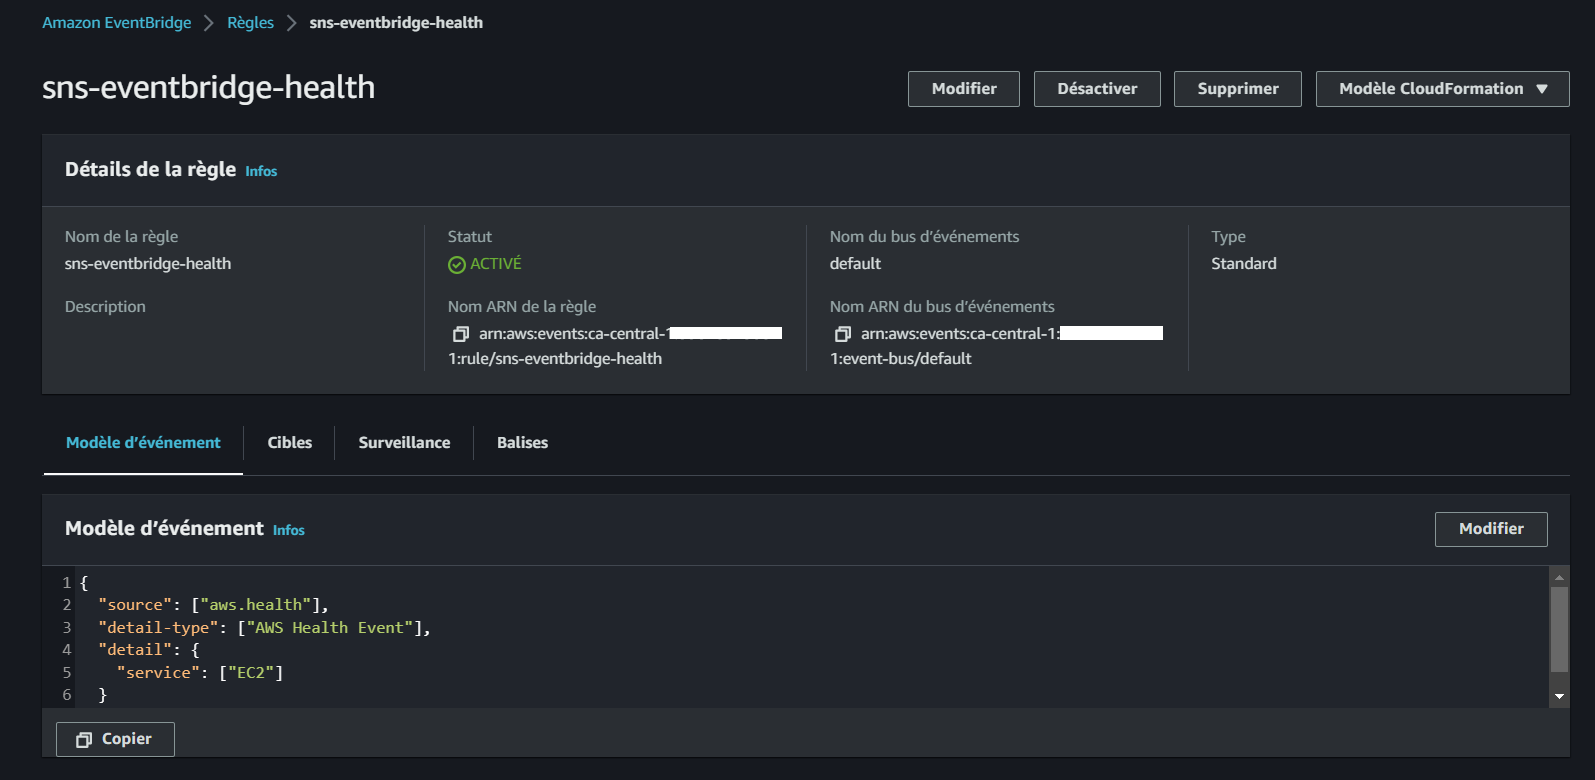 Amazon EventBridge > Règles > sns-eventbridge-health
sns-eventbridge-health
Modifier
Désactiver
Supprimer
Modèle CloudFormation ▼
Détails de la règle Infos
Nom de la règle
sns-eventbridge-health
Description
Statut
ACTIVÉ
Nom ARN de la règle
arn:aws:events:ca-central-1
1:rule/sns-eventbridge-health
Nom du bus d’événements
default
Nom ARN du bus d’événements
arn:aws:events:ca-central-1:
1:event-bus/default
Type
Standard
Modèle d’événement
Cibles
Surveillance
Balises
Modèle d’événement Infos
Modifier
1 {
2 "source": ["aws.health"],
3 "detail-type": ["AWS Health Event"],
4 "detail": {
5 "service": ["EC2"]
6 }
Copier